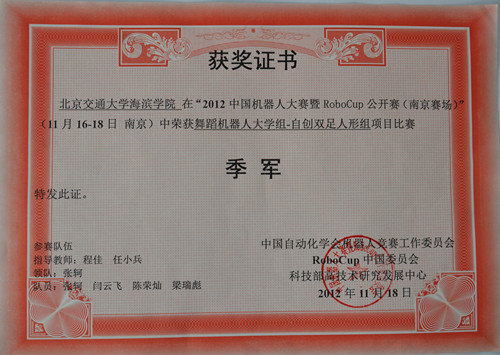 获奖证书
北京交通大学海滨学院 在“2012 中国机器人大赛暨 RoboCup 公开赛（南京赛场）”
（11 月 16-18 日 南京）中荣获舞蹈机器人大学组-自创双足人形组项目比赛
季 军
特发此证。
参赛队伍
指导教师：程佳 任小兵
领队：张轲
队员：张轲 闫云飞 陈荣灿 梁瑞彪
中国自动化学会机器人竞赛工作委员会
RoboCup 中国委员会
科技部高技术研究发展中心
2012 年 11 月 18 日